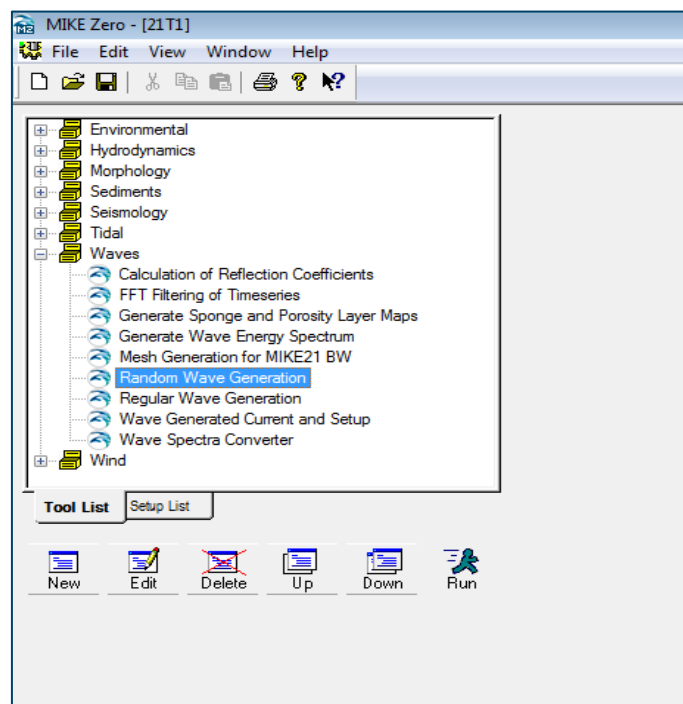 MIKE Zero - [21T1]
File Edit View Window Help
Environmental
Hydrodynamics
Morphology
Sediments
Seismology
Tidal
Waves
Calculation of Reflection Coefficients
FFT Filtering of Timeseries
Generate Sponge and Porosity Layer Maps
Generate Wave Energy Spectrum
Mesh Generation for MIKE21 BW
Random Wave Generation
Regular Wave Generation
Wave Generated Current and Setup
Wave Spectra Converter
Wind
Tool List Setup List
New Edit Delete Up Down Run